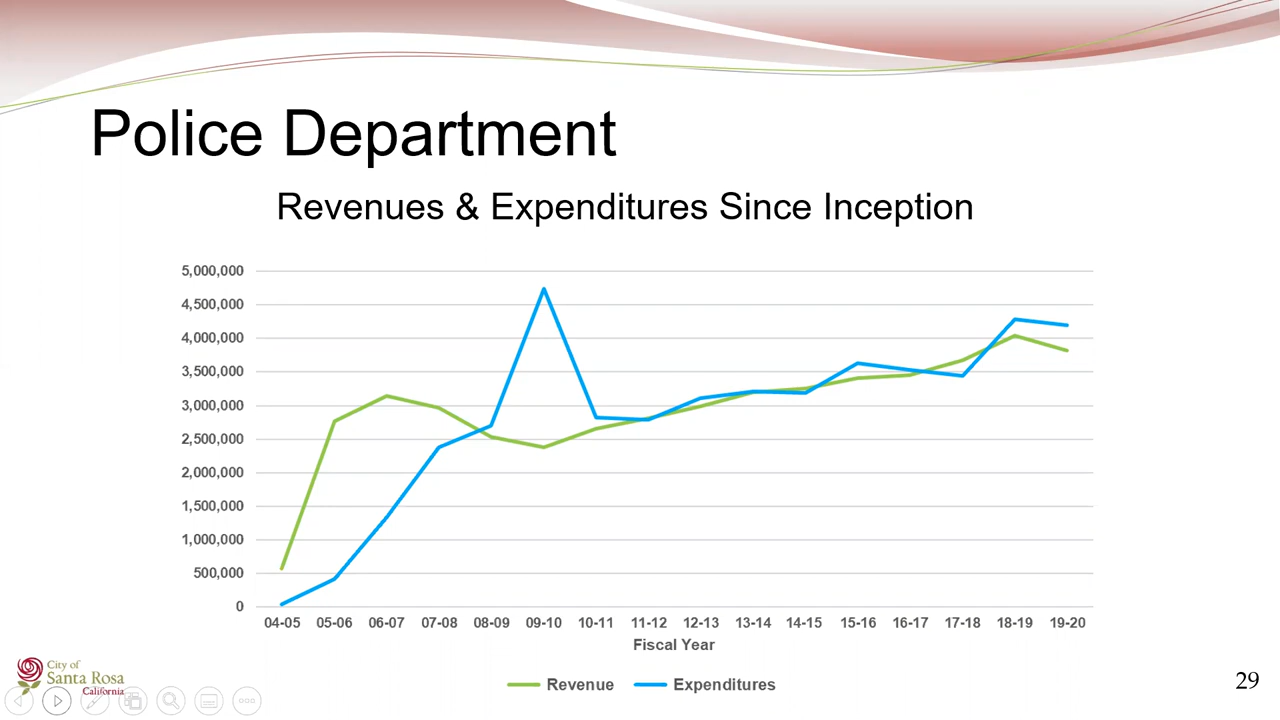 Police Department
Revenues & Expenditures Since Inception
5,000,000
4,500,000
4,000,000
3,500,000
3,000,000
2,500,000
2,000,000
1,500,000
1,000,000
500,000
0
04-05 05-06 06-07 07-08 08-09 09-10 10-11 11-12 12-13 13-14 14-15 15-16 16-17 17-18 18-19 19-20
Fiscal Year
Revenue Expenditures
City of
Santa Rosa
California
29